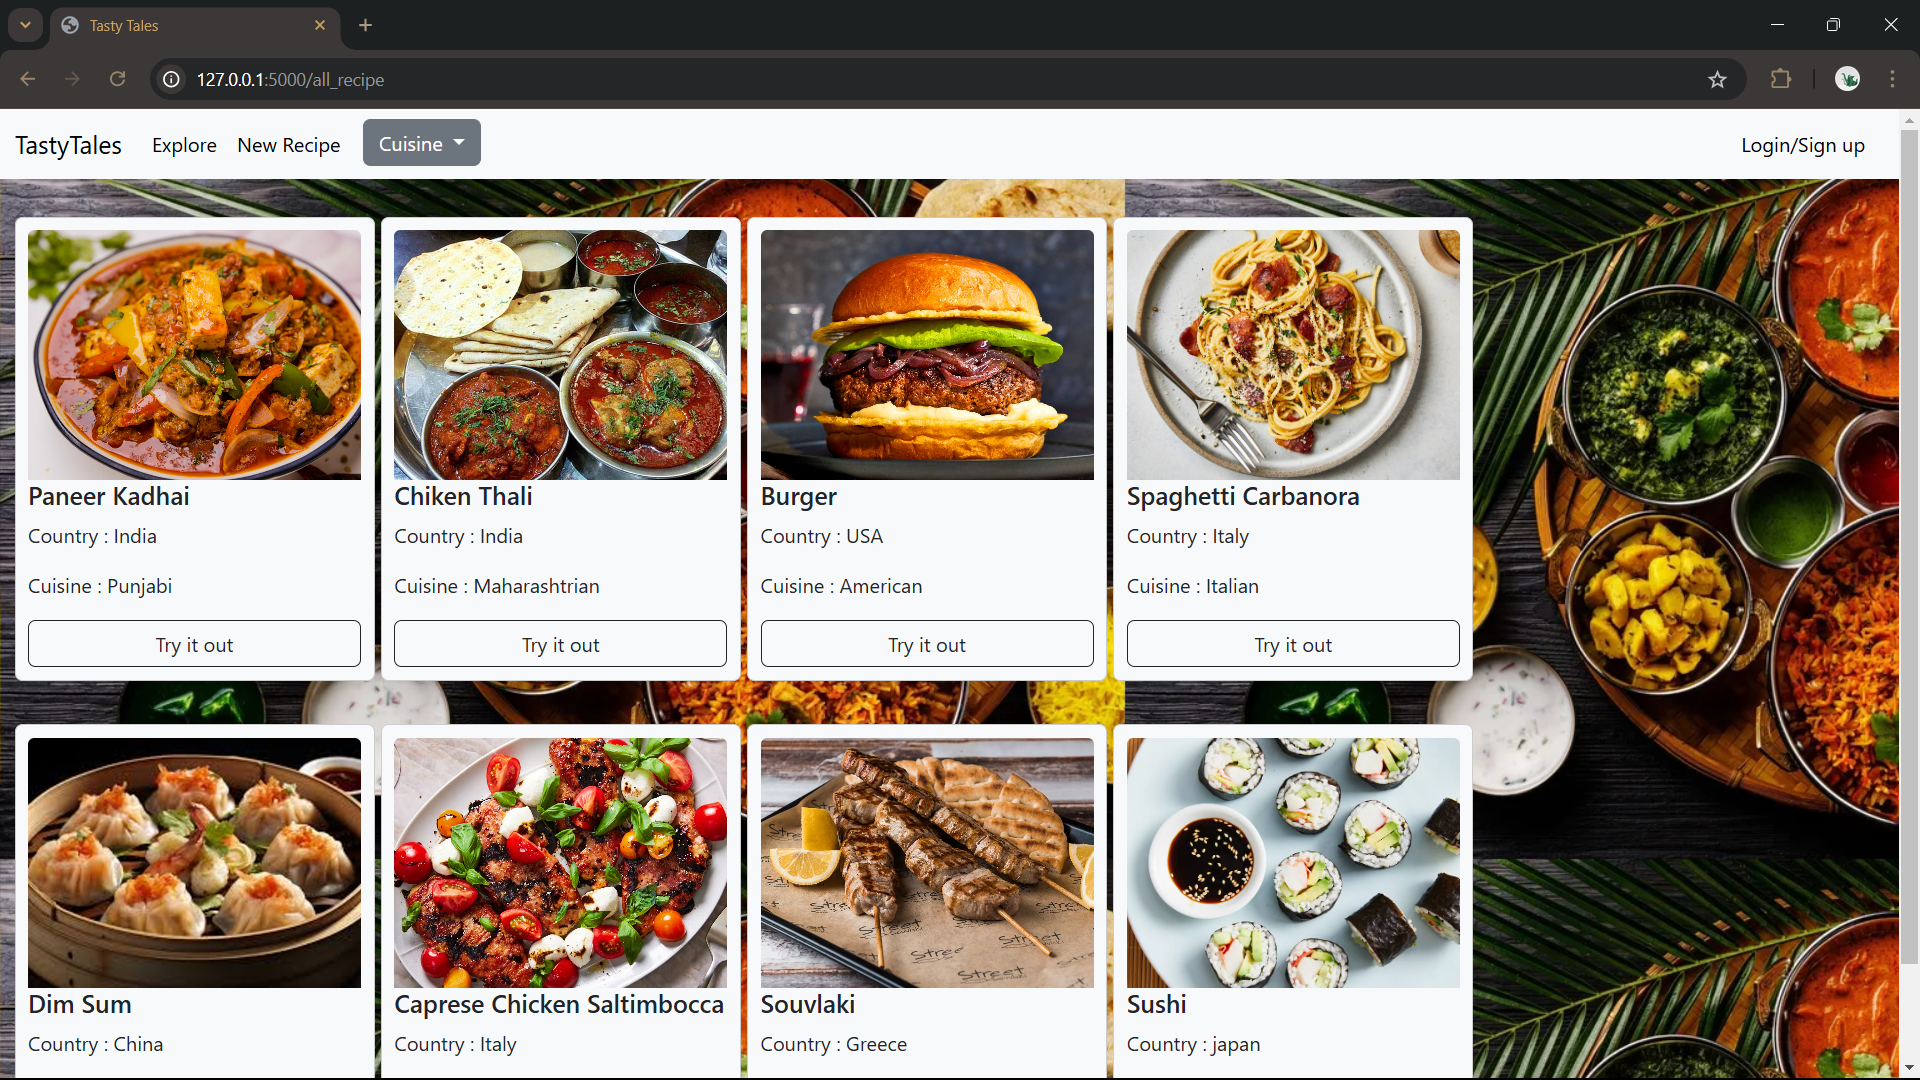 Tasty Tales
127.0.0.1:5000/all_recipe
TastyTales Explore New Recipe Cuisine Login/Sign up
Paneer Kadhai Chiken Thali Burger Spaghetti Carbanora
Country : India Country : India Country : USA Country : Italy
Cuisine : Punjabi Cuisine : Maharashtrian Cuisine : American Cuisine : Italian
Try it out Try it out Try it out Try it out
Street
Street
Street
Dim Sum Caprese Chicken Saltimbocca Souvlaki Sushi
Country : China Country : Italy Country : Greece Country : japan